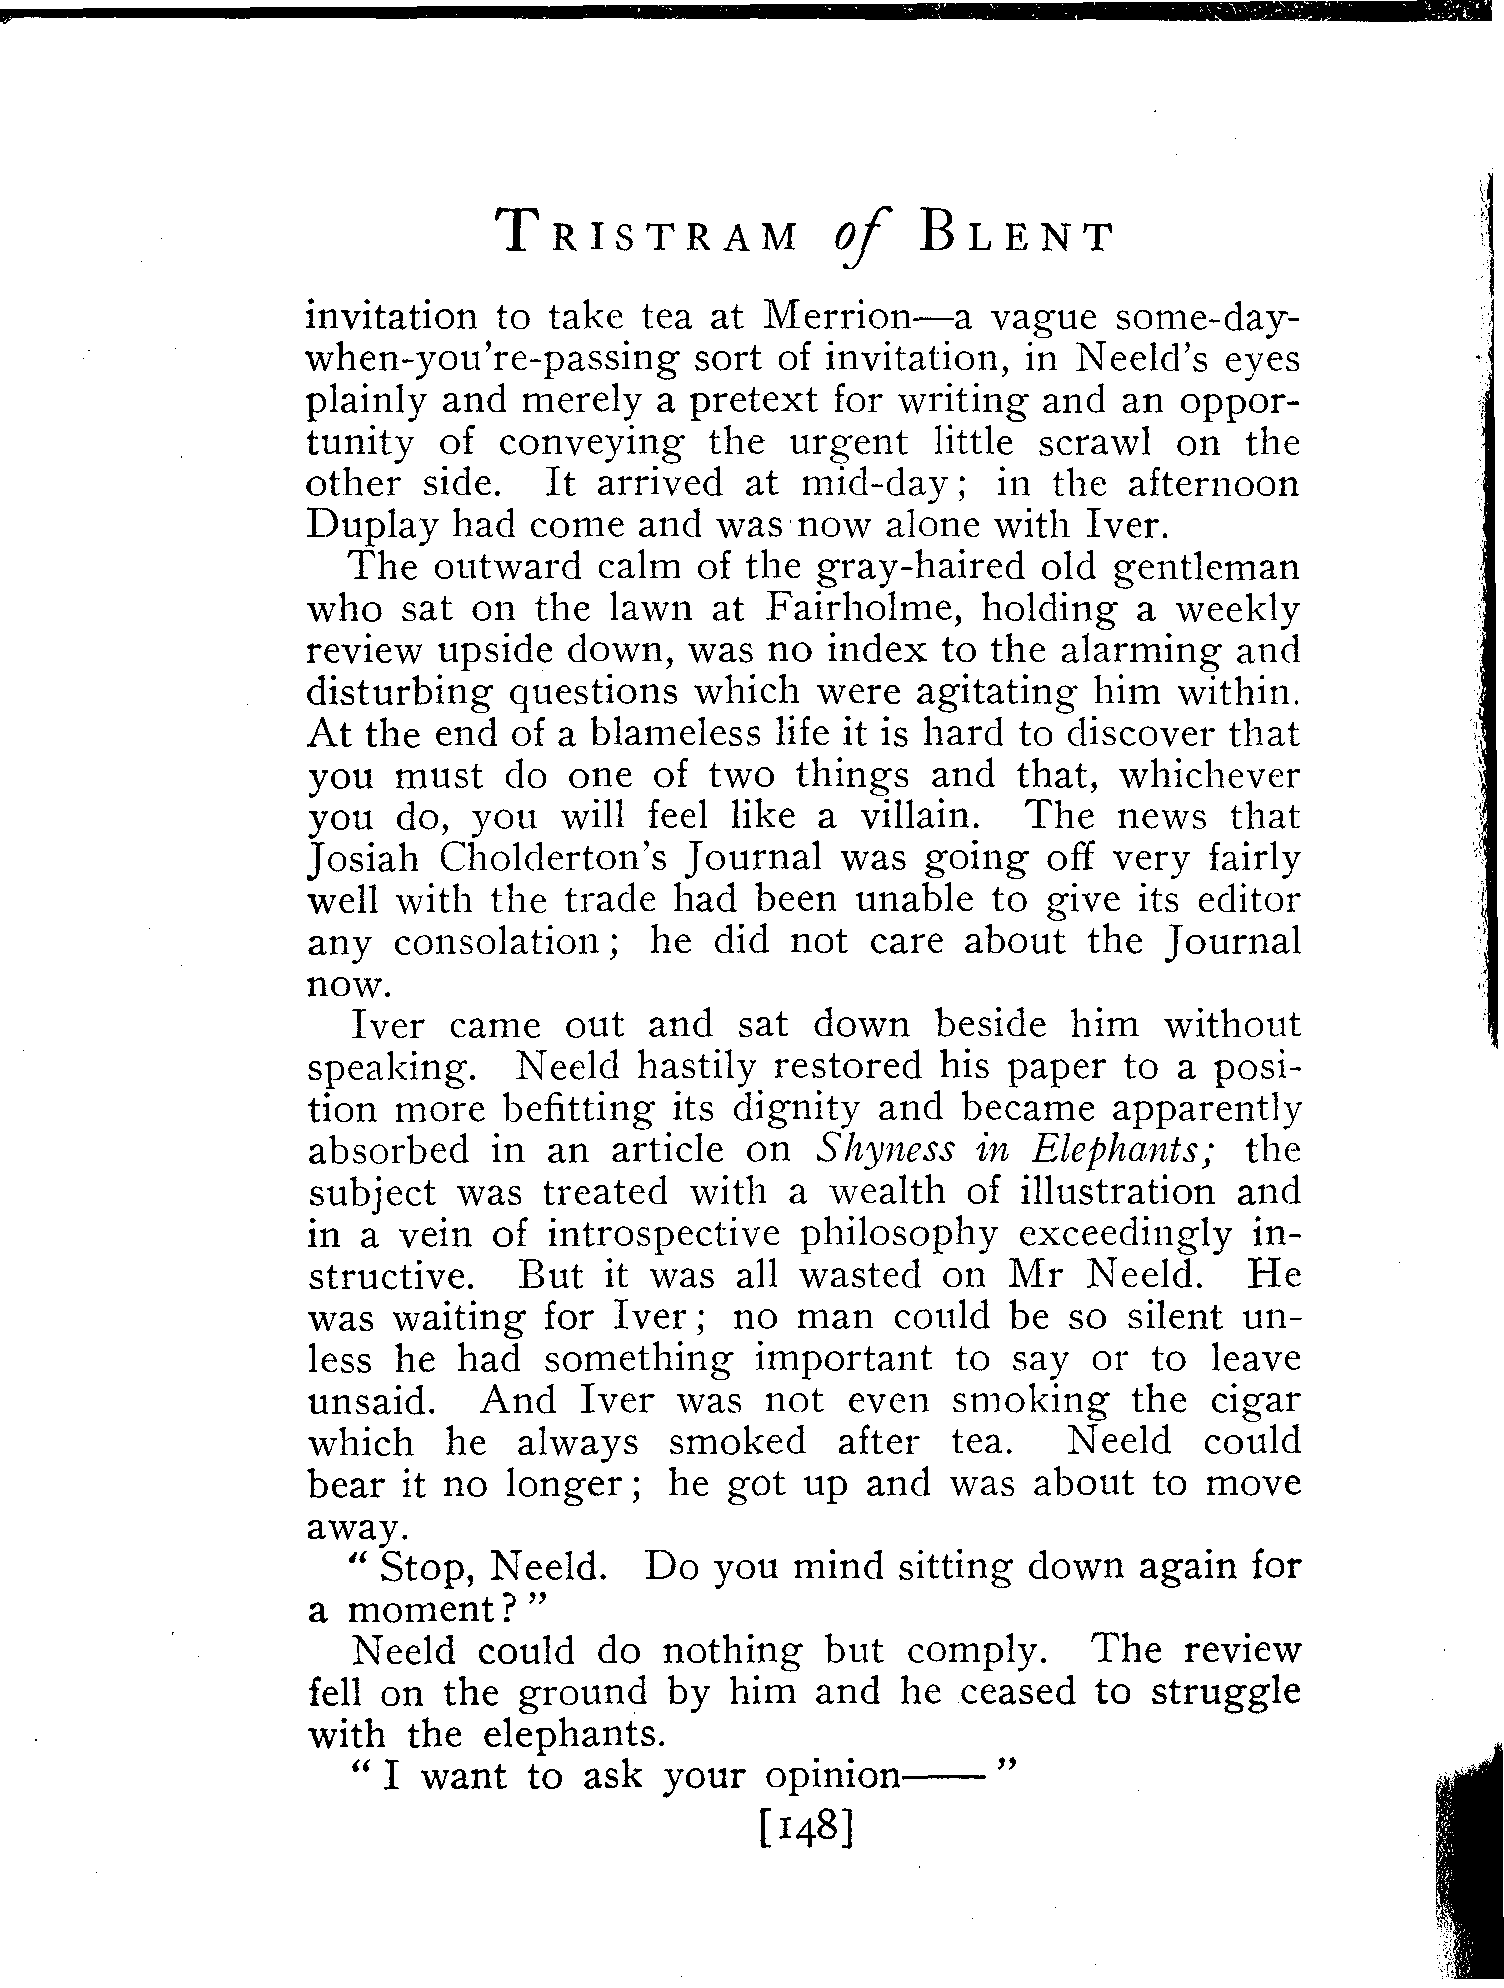 TRISTRAM of BLENT
invitation to take tea at Merrion—a vague some-day-
when-you're-passing sort of invitation, in Neeld's eyes
plainly and merely a pretext for writing and an oppor-
tunity of conveying the urgent little scrawl on the
other side. It arrived at mid-day; in the afternoon
Duplay had come and was now alone with Iver.
The outward calm of the gray-haired old gentleman
who sat on the lawn at Fairholme, holding a weekly
review upside down, was no index to the alarming and
disturbing questions which were agitating him within.
At the end of a blameless life it is hard to discover that
you must do one of two things and that, whichever
you do, you will feel like a villain. The news that
Josiah Cholderton's Journal was going off very fairly
well with the trade had been unable to give its editor
any consolation; he did not care about the Journal
now.
Iver came out and sat down beside him without
speaking. Neeld hastily restored his paper to a posi-
tion more befitting its dignity and became apparently
absorbed in an article on Shyness in Elephants; the
subject was treated with a wealth of illustration and
in a vein of introspective philosophy exceedingly in-
structive. But it was all wasted on Mr Neeld. He
was waiting for Iver; no man could be so silent un-
less he had something important to say or to leave
unsaid. And Iver was not even smoking the cigar
which he always smoked after tea. Neeld could
bear it no longer; he got up and was about to move
away.
"Stop, Neeld. Do you mind sitting down again for
a moment?"
Neeld could do nothing but comply. The review
fell on the ground by him and he ceased to struggle
with the elephants.
"I want to ask your opinion——"
[148]